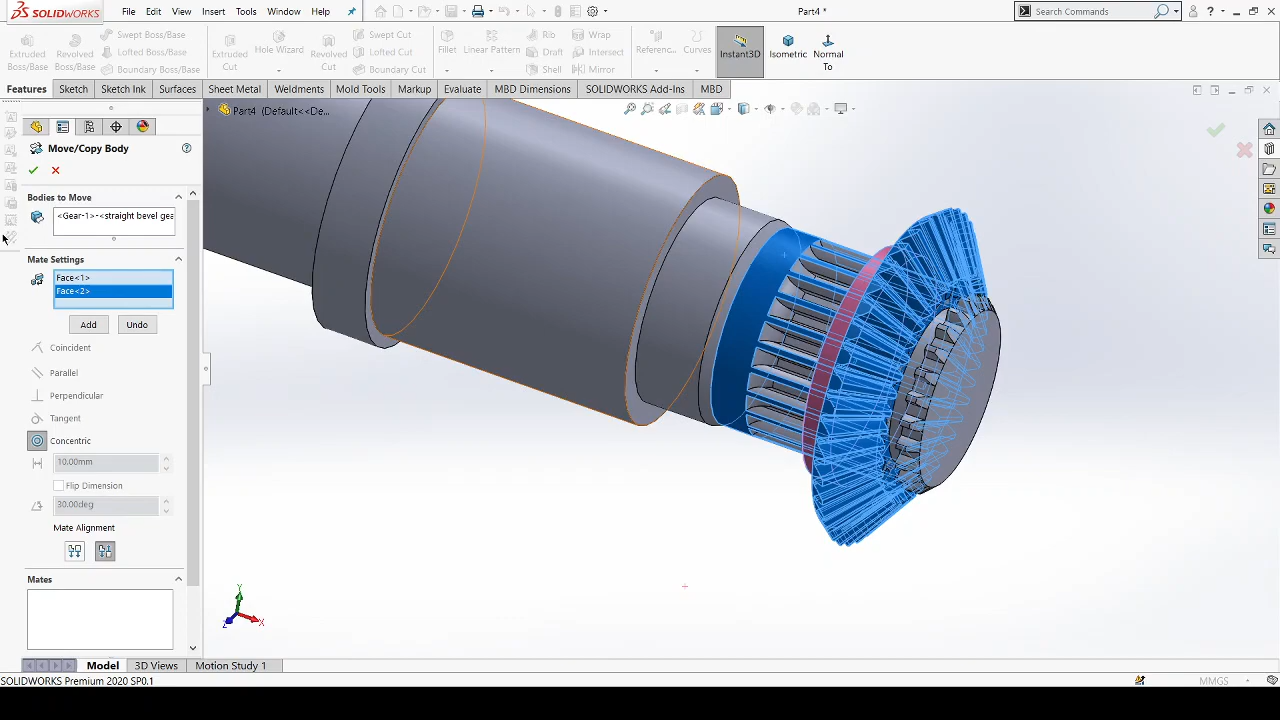 SOLIDWORKS File Edit View Insert Tools Window Help Part4 * Search Commands
Extruded Boss/Base
Revolved Boss/Base
Swept Boss/Base
Lofted Boss/Base
Boundary Boss/Base
Extruded Cut
Hole Wizard
Revolved Cut
Swept Cut
Lofted Cut
Boundary Cut
Fillet
Linear Pattern
Rib
Draft
Shell
Wrap
Intersect
Mirror
Referenc...
Curves
Instant3D
Isometric
Normal To
Features Sketch Sketch Ink Surfaces Sheet Metal Weldments Mold Tools Markup Evaluate MBD Dimensions SOLIDWORKS Add-Ins MBD
Part4 (Default<<De...
Move/Copy Body
Bodies to Move
<Gear-1>-<straight bevel gea
Mate Settings
Face<1>
Face<2>
Add Undo
Coincident
Parallel
Perpendicular
Tangent
Concentric
10.00mm
Flip Dimension
30.00deg
Mate Alignment
Mates
Y
X
Z
Model 3D Views Motion Study 1
SOLIDWORKS Premium 2020 SP0.1 MMGS